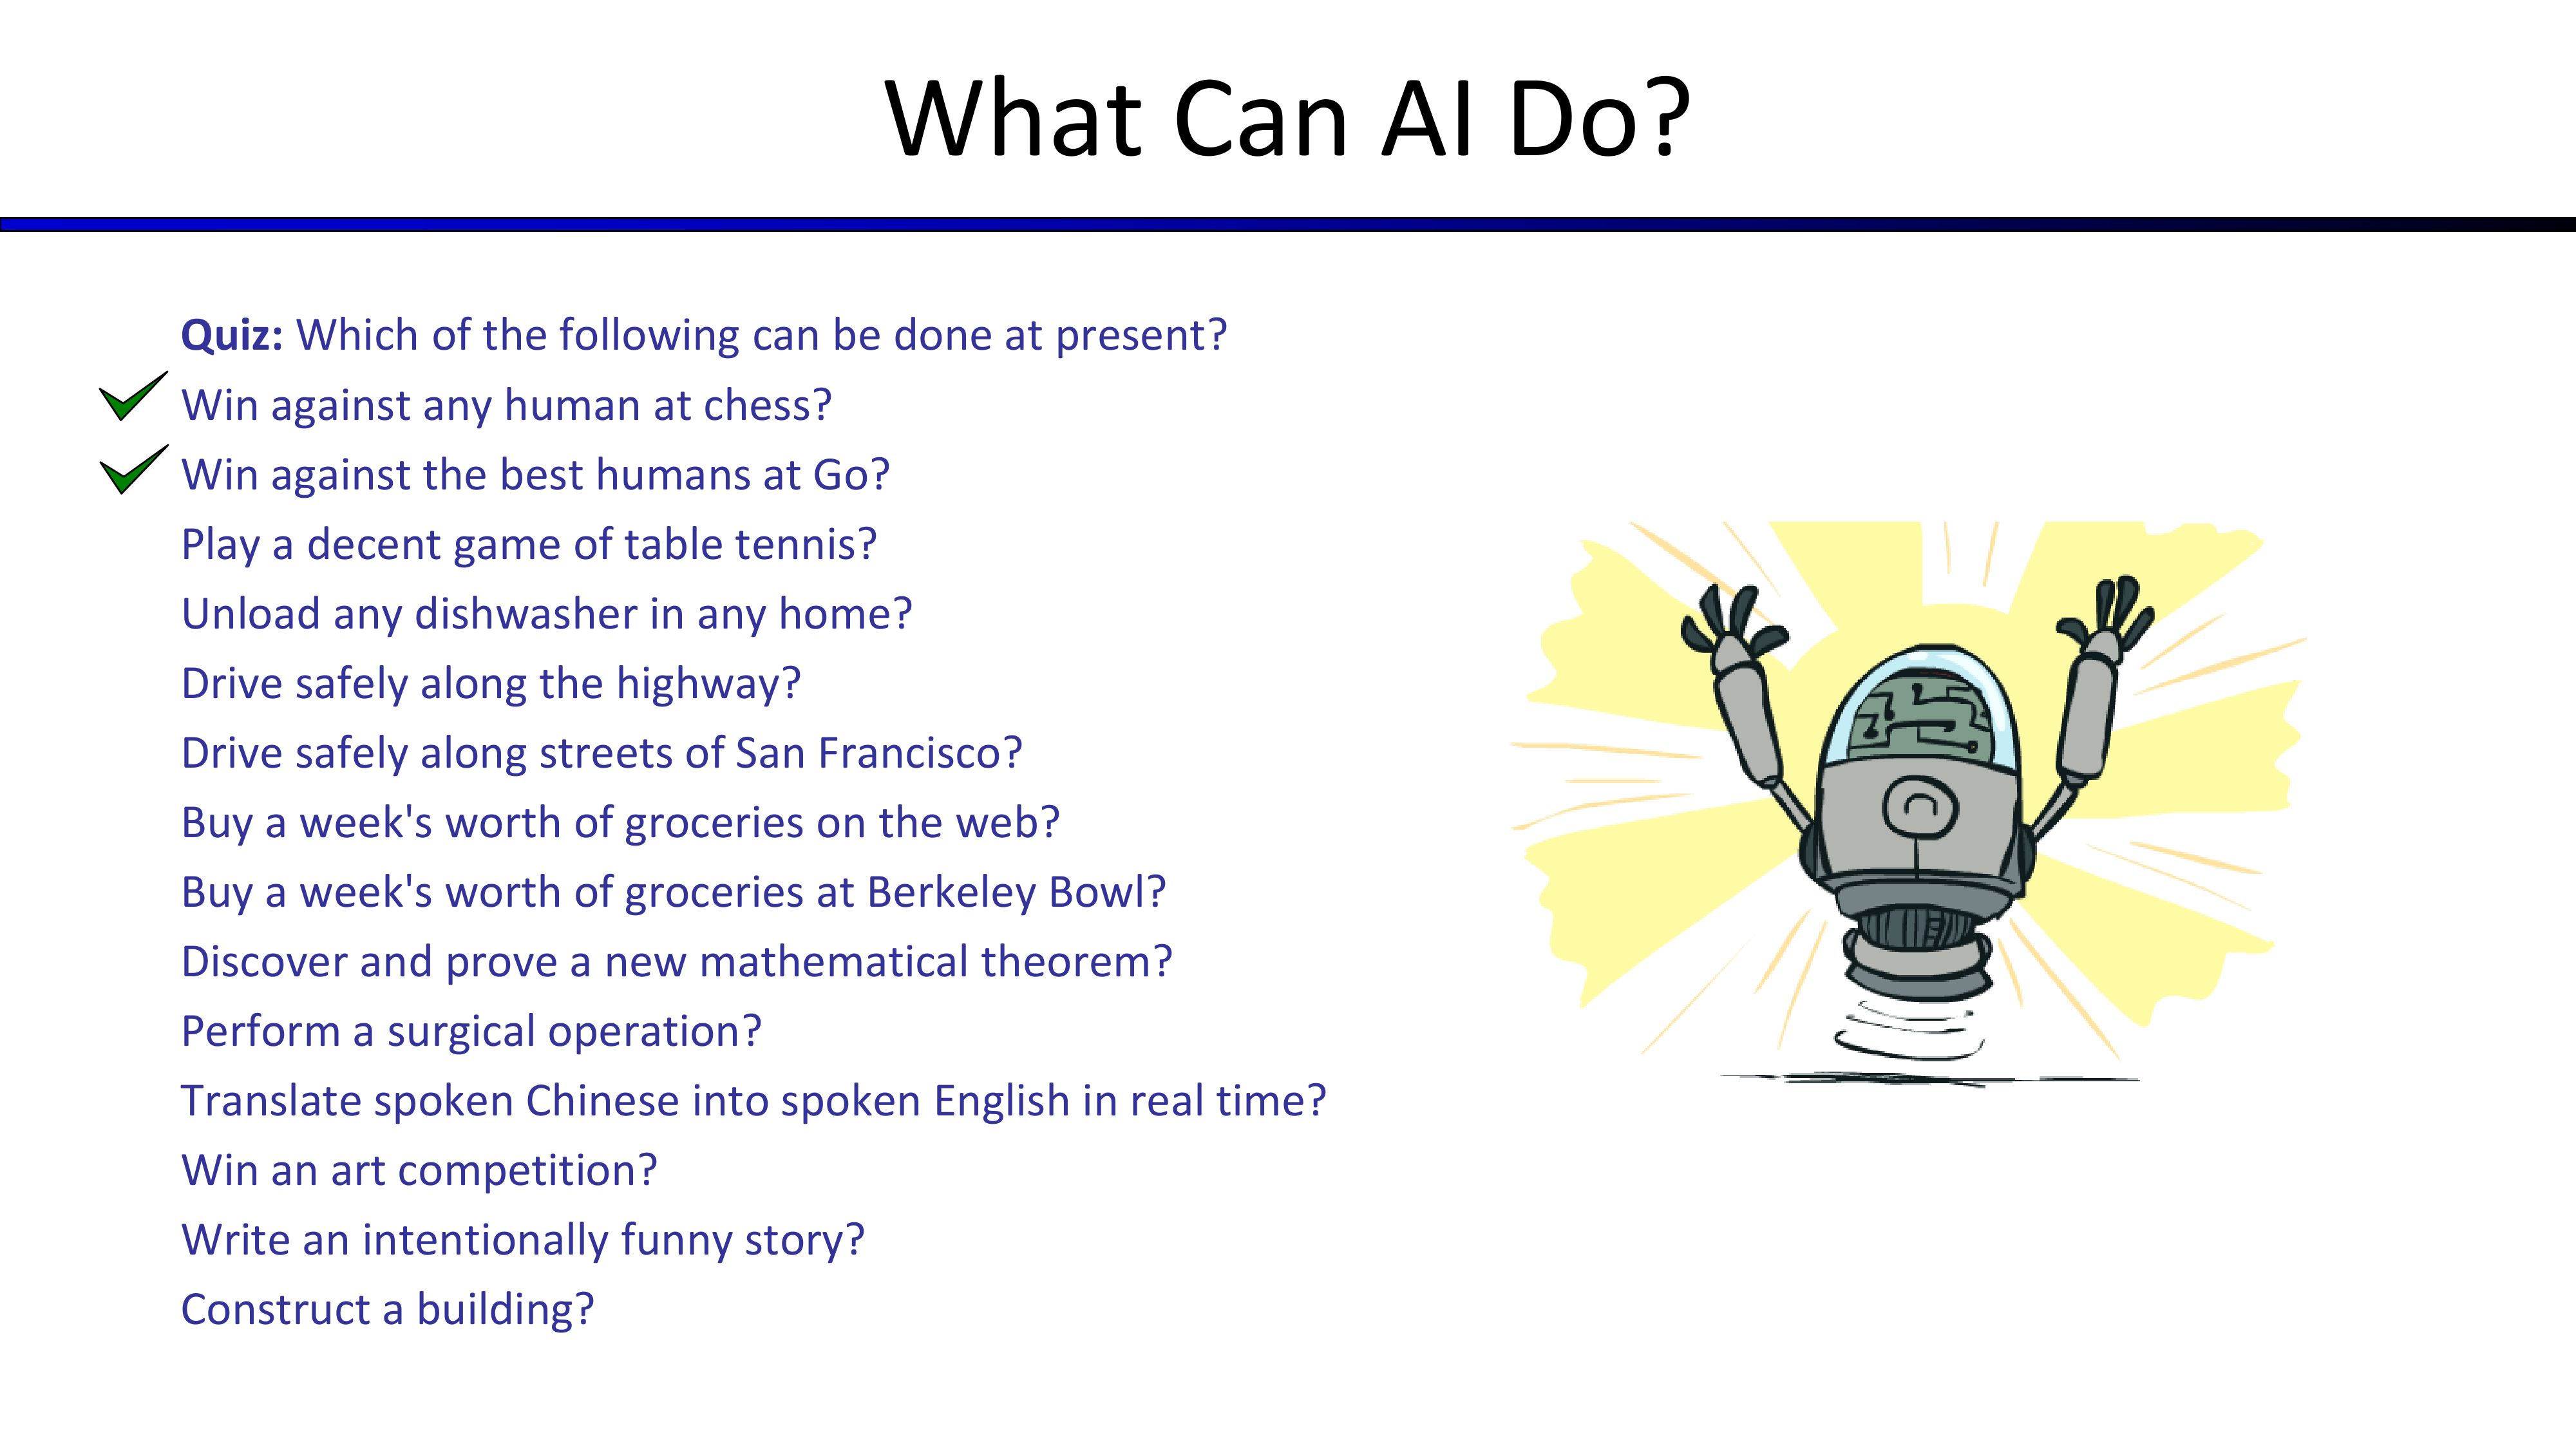 What Can AI Do?
Quiz: Which of the following can be done at present?
Win against any human at chess?
Win against the best humans at Go?
Play a decent game of table tennis?
Unload any dishwasher in any home?
Drive safely along the highway?
Drive safely along streets of San Francisco?
Buy a week's worth of groceries on the web?
Buy a week's worth of groceries at Berkeley Bowl?
Discover and prove a new mathematical theorem?
Perform a surgical operation?
Translate spoken Chinese into spoken English in real time?
Win an art competition?
Write an intentionally funny story?
Construct a building?